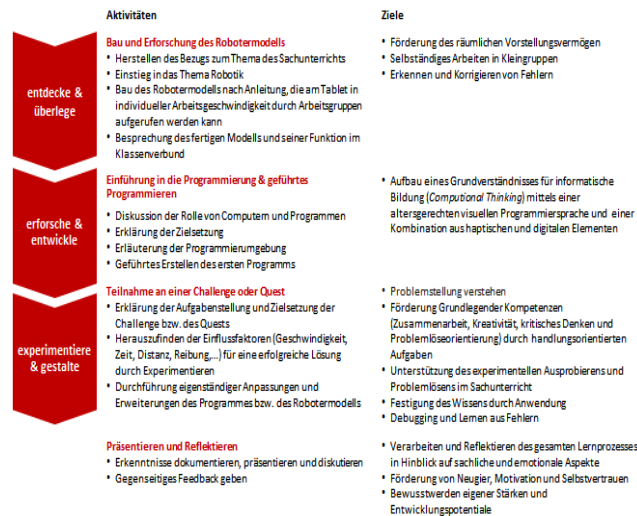 Aktivitäten
Ziele
entdecke &
überlege
Bau und Erforschung des Robotermodells
• Herstellen des Bezugs zum Thema des Sachunterrichts
• Einstieg in das Thema Robotik
• Bau des Robotermodells nach Anleitung, die am Tablet in
individueller Arbeitsgeschwindigkeit durch Arbeitsgruppen
aufgerufen werden kann
• Besprechung des fertigen Modells und seiner Funktion im
Klassenverbund
• Förderung des räumlichen Vorstellungsvermögen
• Selbständiges Arbeiten in Kleingruppen
• Erkennen und Korrigieren von Fehlern
erforsche &
entwickle
Einführung in die Programmierung & geführtes
Programmieren
• Diskussion der Rolle von Computern und Programmen
• Erklärung der Zielsetzung
• Erläuterung der Programmierumgebung
• Geführtes Erstellen des ersten Programms
• Aufbau eines Grundverständnisses für informatische
Bildung (Computational Thinking) mittels einer
altersgerechten visuellen Programmiersprache und einer
Kombination aus haptischen und digitalen Elementen
experimentiere
& gestalte
Teilnahme an einer Challenge oder Quest
• Erklärung der Aufgabenstellung und Zielsetzung der
Challenge bzw. des Quests
• Herauszufinden der Einflussfaktoren (Geschwindigkeit,
Zeit, Distanz, Reibung,...) für eine erfolgreiche Lösung
durch Experimentieren
• Durchführung eigenständiger Anpassungen und
Erweiterungen des Programmes bzw. des Robotermodells
• Problemstellung verstehen
• Förderung Grundlegender Kompetenzen
(Zusammenarbeit, Kreativität, kritisches Denken und
Problemlöseorientierung) durch handlungsorientierten
Aufgaben
• Unterstützung des experimentellen Ausprobierens und
Problemlösens im Sachunterricht
• Festigung des Wissens durch Anwendung
• Debugging und Lernen aus Fehlern
Präsentieren und Reflektieren
• Erkenntnisse dokumentieren, präsentieren und diskutieren
• Gegenseitiges Feedback geben
• Verarbeiten und Reflektieren des gesamten Lernprozesses
in Hinblick auf sachliche und emotionale Aspekte
• Förderung von Neugier, Motivation und Selbstvertrauen
• Bewusstwerden eigener Stärken und
Entwicklungspotentiale